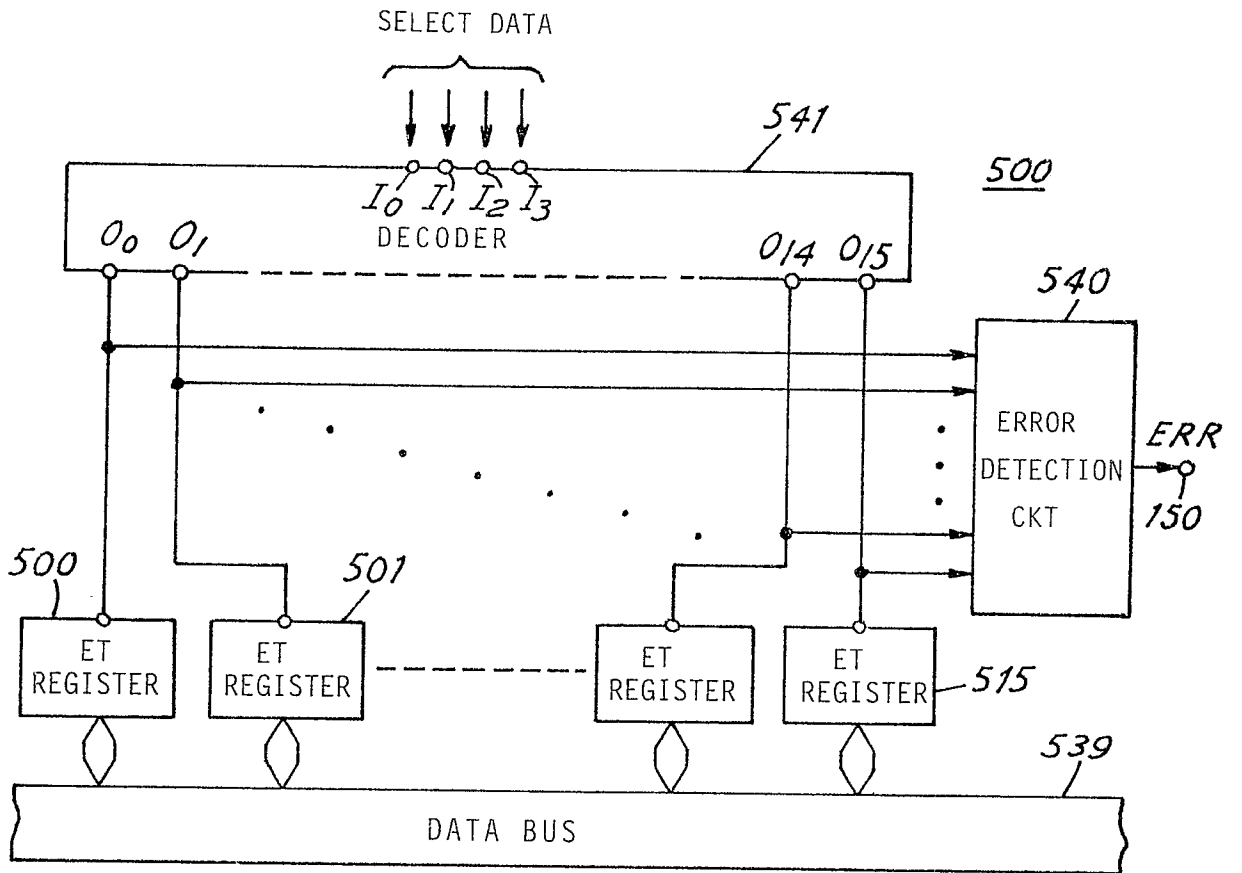 SELECT DATA
541
500
I0 I1 I2 I3
DECODER
O0 O1 O14 O15
540
ERROR
DETECTION
CKT
ERR
150
500
501
ET
REGISTER
ET
REGISTER
ET
REGISTER
ET
REGISTER
515
539
DATA BUS